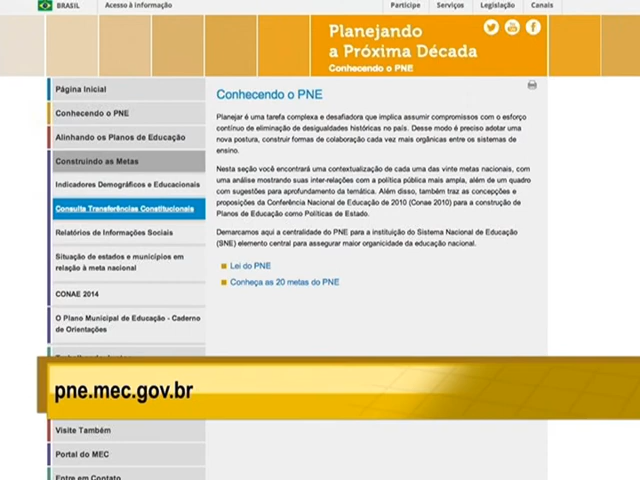 BRASIL Acesso à informação Participe Serviços Legislação Canais
Planejando
a Próxima Década
Conhecendo o PNE
Página Inicial
Conhecendo o PNE
Alinhando os Planos de Educação
Construindo as Metas
Indicadores Demográficos e Educacionais
Consulta Transferências Constitucionais
Relatórios de Informações Sociais
Situação de estados e municípios em
relação à meta nacional
CONAE 2014
O Plano Municipal de Educação - Caderno
de Orientações
Conhecendo o PNE
Planejar é uma tarefa complexa e desafiadora que implica assumir compromissos com o esforço
contínuo de eliminação de desigualdades históricas no país. Desse modo é preciso adotar uma
nova postura, construir formas de colaboração cada vez mais orgânicas entre os sistemas de
ensino.
Nesta seção você encontrará uma contextualização de cada uma das vinte metas nacionais, com
uma análise mostrando suas inter-relações com a política pública mais ampla, além de um quadro
com sugestões para aprofundamento da temática. Além disso, também traz as concepções e
proposições da Conferência Nacional de Educação de 2010 (Conae 2010) para a construção de
Planos de Educação como Políticas de Estado.
Demarcamos aqui a centralidade do PNE para a instituição do Sistema Nacional de Educação
(SNE) elemento central para assegurar maior organicidade da educação nacional.
Lei do PNE
Conheça as 20 metas do PNE
pne.mec.gov.br
Visite Também
Portal do MEC
Entre em Contato